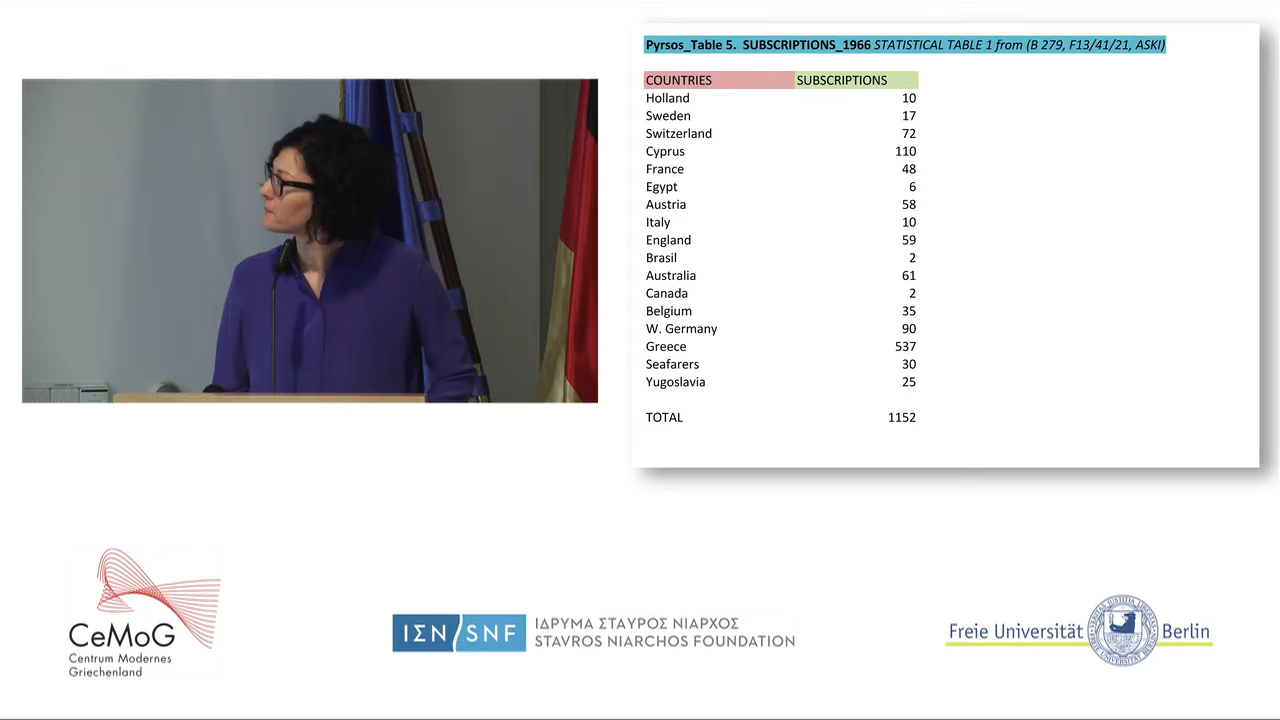 Pyrsos_Table 5. SUBSCRIPTIONS_1966 STATISTICAL TABLE 1 from (B 279, F13/41/21, ASKI)
COUNTRIES SUBSCRIPTIONS
Holland 10
Sweden 17
Switzerland 72
Cyprus 110
France 48
Egypt 6
Austria 58
Italy 10
England 59
Brasil 2
Australia 61
Canada 2
Belgium 35
W. Germany 90
Greece 537
Seafarers 30
Yugoslavia 25
TOTAL 1152
CeMoG
Centrum Modernes
Griechenland
ΙΣΝ/SNF
ΙΔΡΥΜΑ ΣΤΑΥΡΟΣ ΝΙΑΡΧΟΣ
STAVROS NIARCHOS FOUNDATION
Freie Universität Berlin